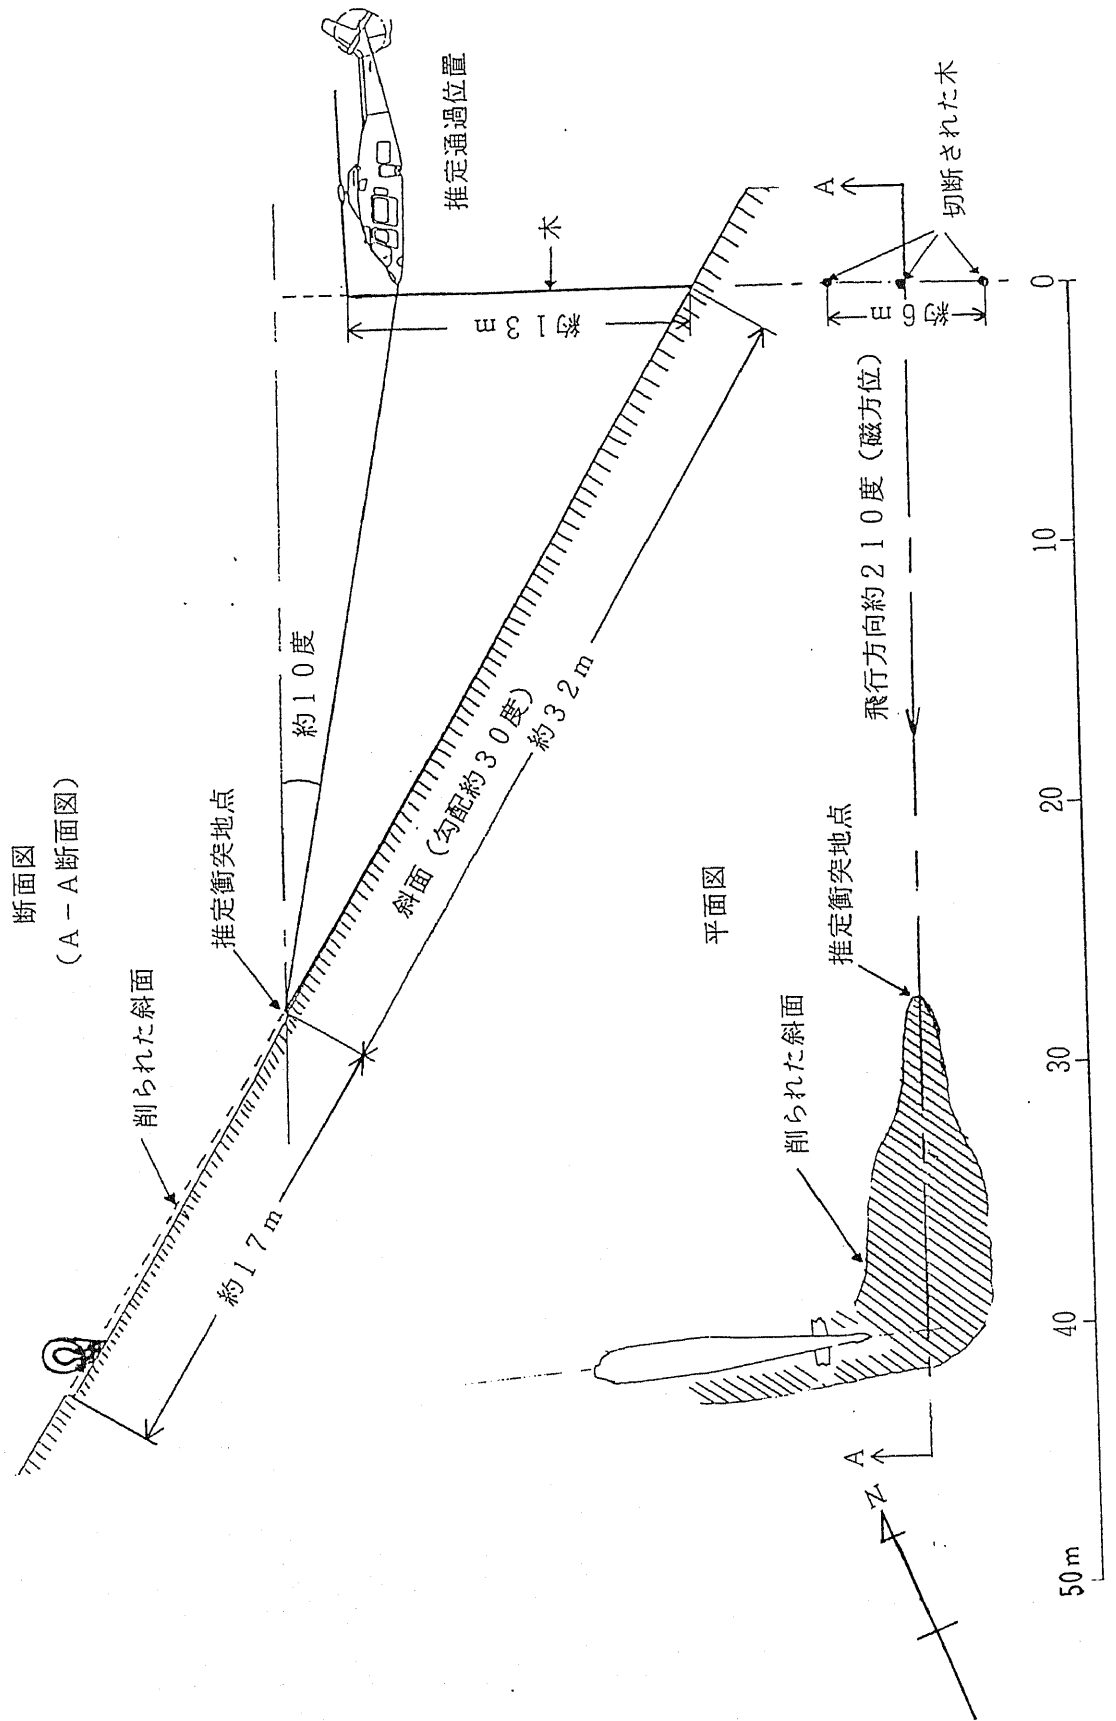 断面図
(A－A断面図)
削られた斜面
推定衝突地点
約10度
推定通過位置
木
約13m
斜面(勾配約30度)
約32m
約17m
平面図
削られた斜面
推定衝突地点
飛行方向約210度(磁方位)
約6m
切断された木
A
A
N
50m
40
30
20
10
0